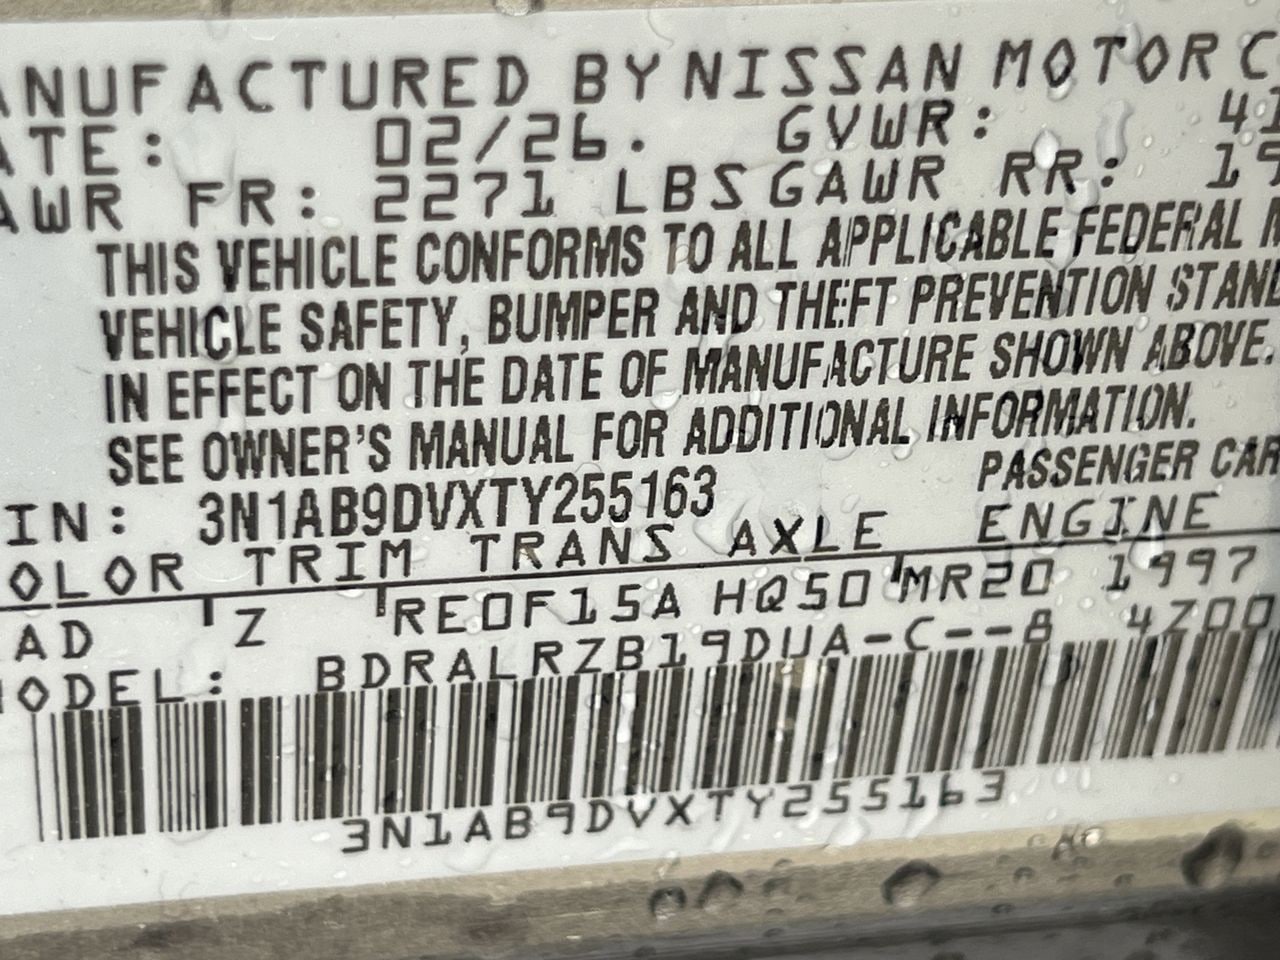 ANUFACTURED BY NISSAN MOTOR C
ATE: 02/26. GVWR: 41
AWR FR: 2271 LBS GAWR RR: 19
THIS VEHICLE CONFORMS TO ALL APPLICABLE FEDERAL
VEHICLE SAFETY, BUMPER AND THEFT PREVENTION STAND
IN EFFECT ON THE DATE OF MANUFACTURE SHOWN ABOVE.
SEE OWNER'S MANUAL FOR ADDITIONAL INFORMATION.
IN: 3N1AB9DVXTY255163 PASSENGER CAR
OLOR TRIM TRANS AXLE ENGINE
AD Z RE0F15A HQ50 MR20 1997
ODEL: BDRALRZB19DUA-C--8 4Z00
3N1AB9DVXTY255163